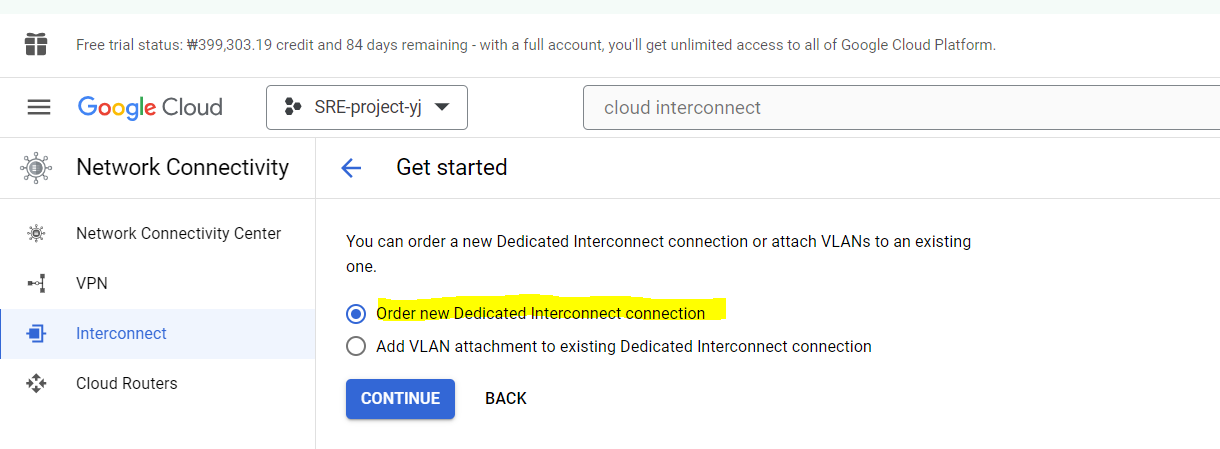 Free trial status: ₩399,303.19 credit and 84 days remaining - with a full account, you'll get unlimited access to all of Google Cloud Platform.
Google Cloud
SRE-project-yj
cloud interconnect
Network Connectivity
Get started
Network Connectivity Center
VPN
Interconnect
Cloud Routers
You can order a new Dedicated Interconnect connection or attach VLANs to an existing
one.
Order new Dedicated Interconnect connection
Add VLAN attachment to existing Dedicated Interconnect connection
CONTINUE
BACK